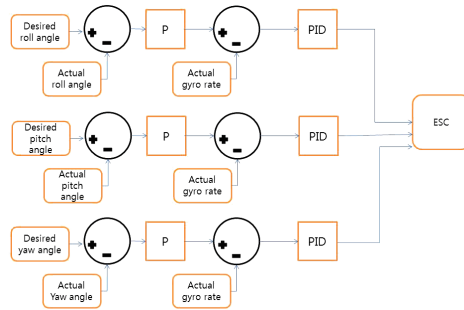 Desired
roll angle
P
PID
Actual
roll angle
Actual
gyro rate
ESC
Desired
pitch
angle
P
PID
Actual
pitch
angle
Actual
gyro rate
Desired
yaw angle
P
PID
Actual
Yaw angle
Actual
gyro rate